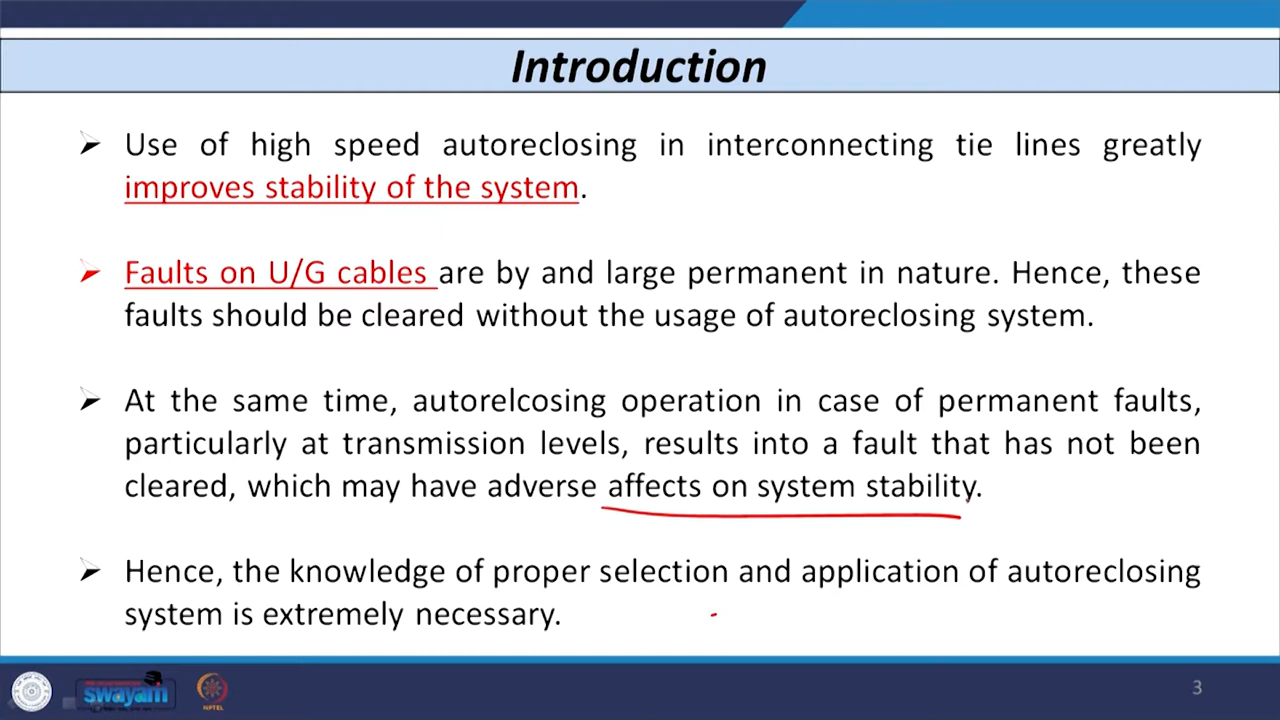 Introduction
Use of high speed autoreclosing in interconnecting tie lines greatly
improves stability of the system.
Faults on U/G cables are by and large permanent in nature. Hence, these
faults should be cleared without the usage of autoreclosing system.
At the same time, autorelcosing operation in case of permanent faults,
particularly at transmission levels, results into a fault that has not been
cleared, which may have adverse affects on system stability.
Hence, the knowledge of proper selection and application of autoreclosing
system is extremely necessary.
swayam
NPTEL
3